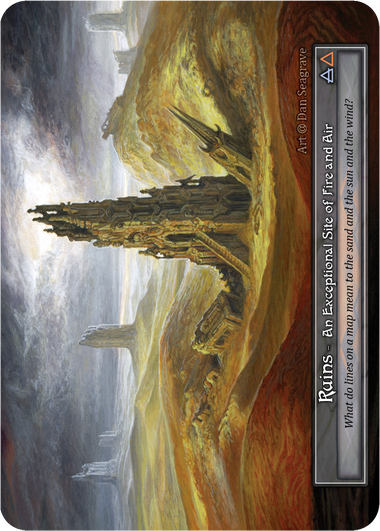 Art @ Dan Seagrave
Ruins - An Exceptional Site of Fire and Air
What do lines on a map mean to the sand and the sun and the wind?